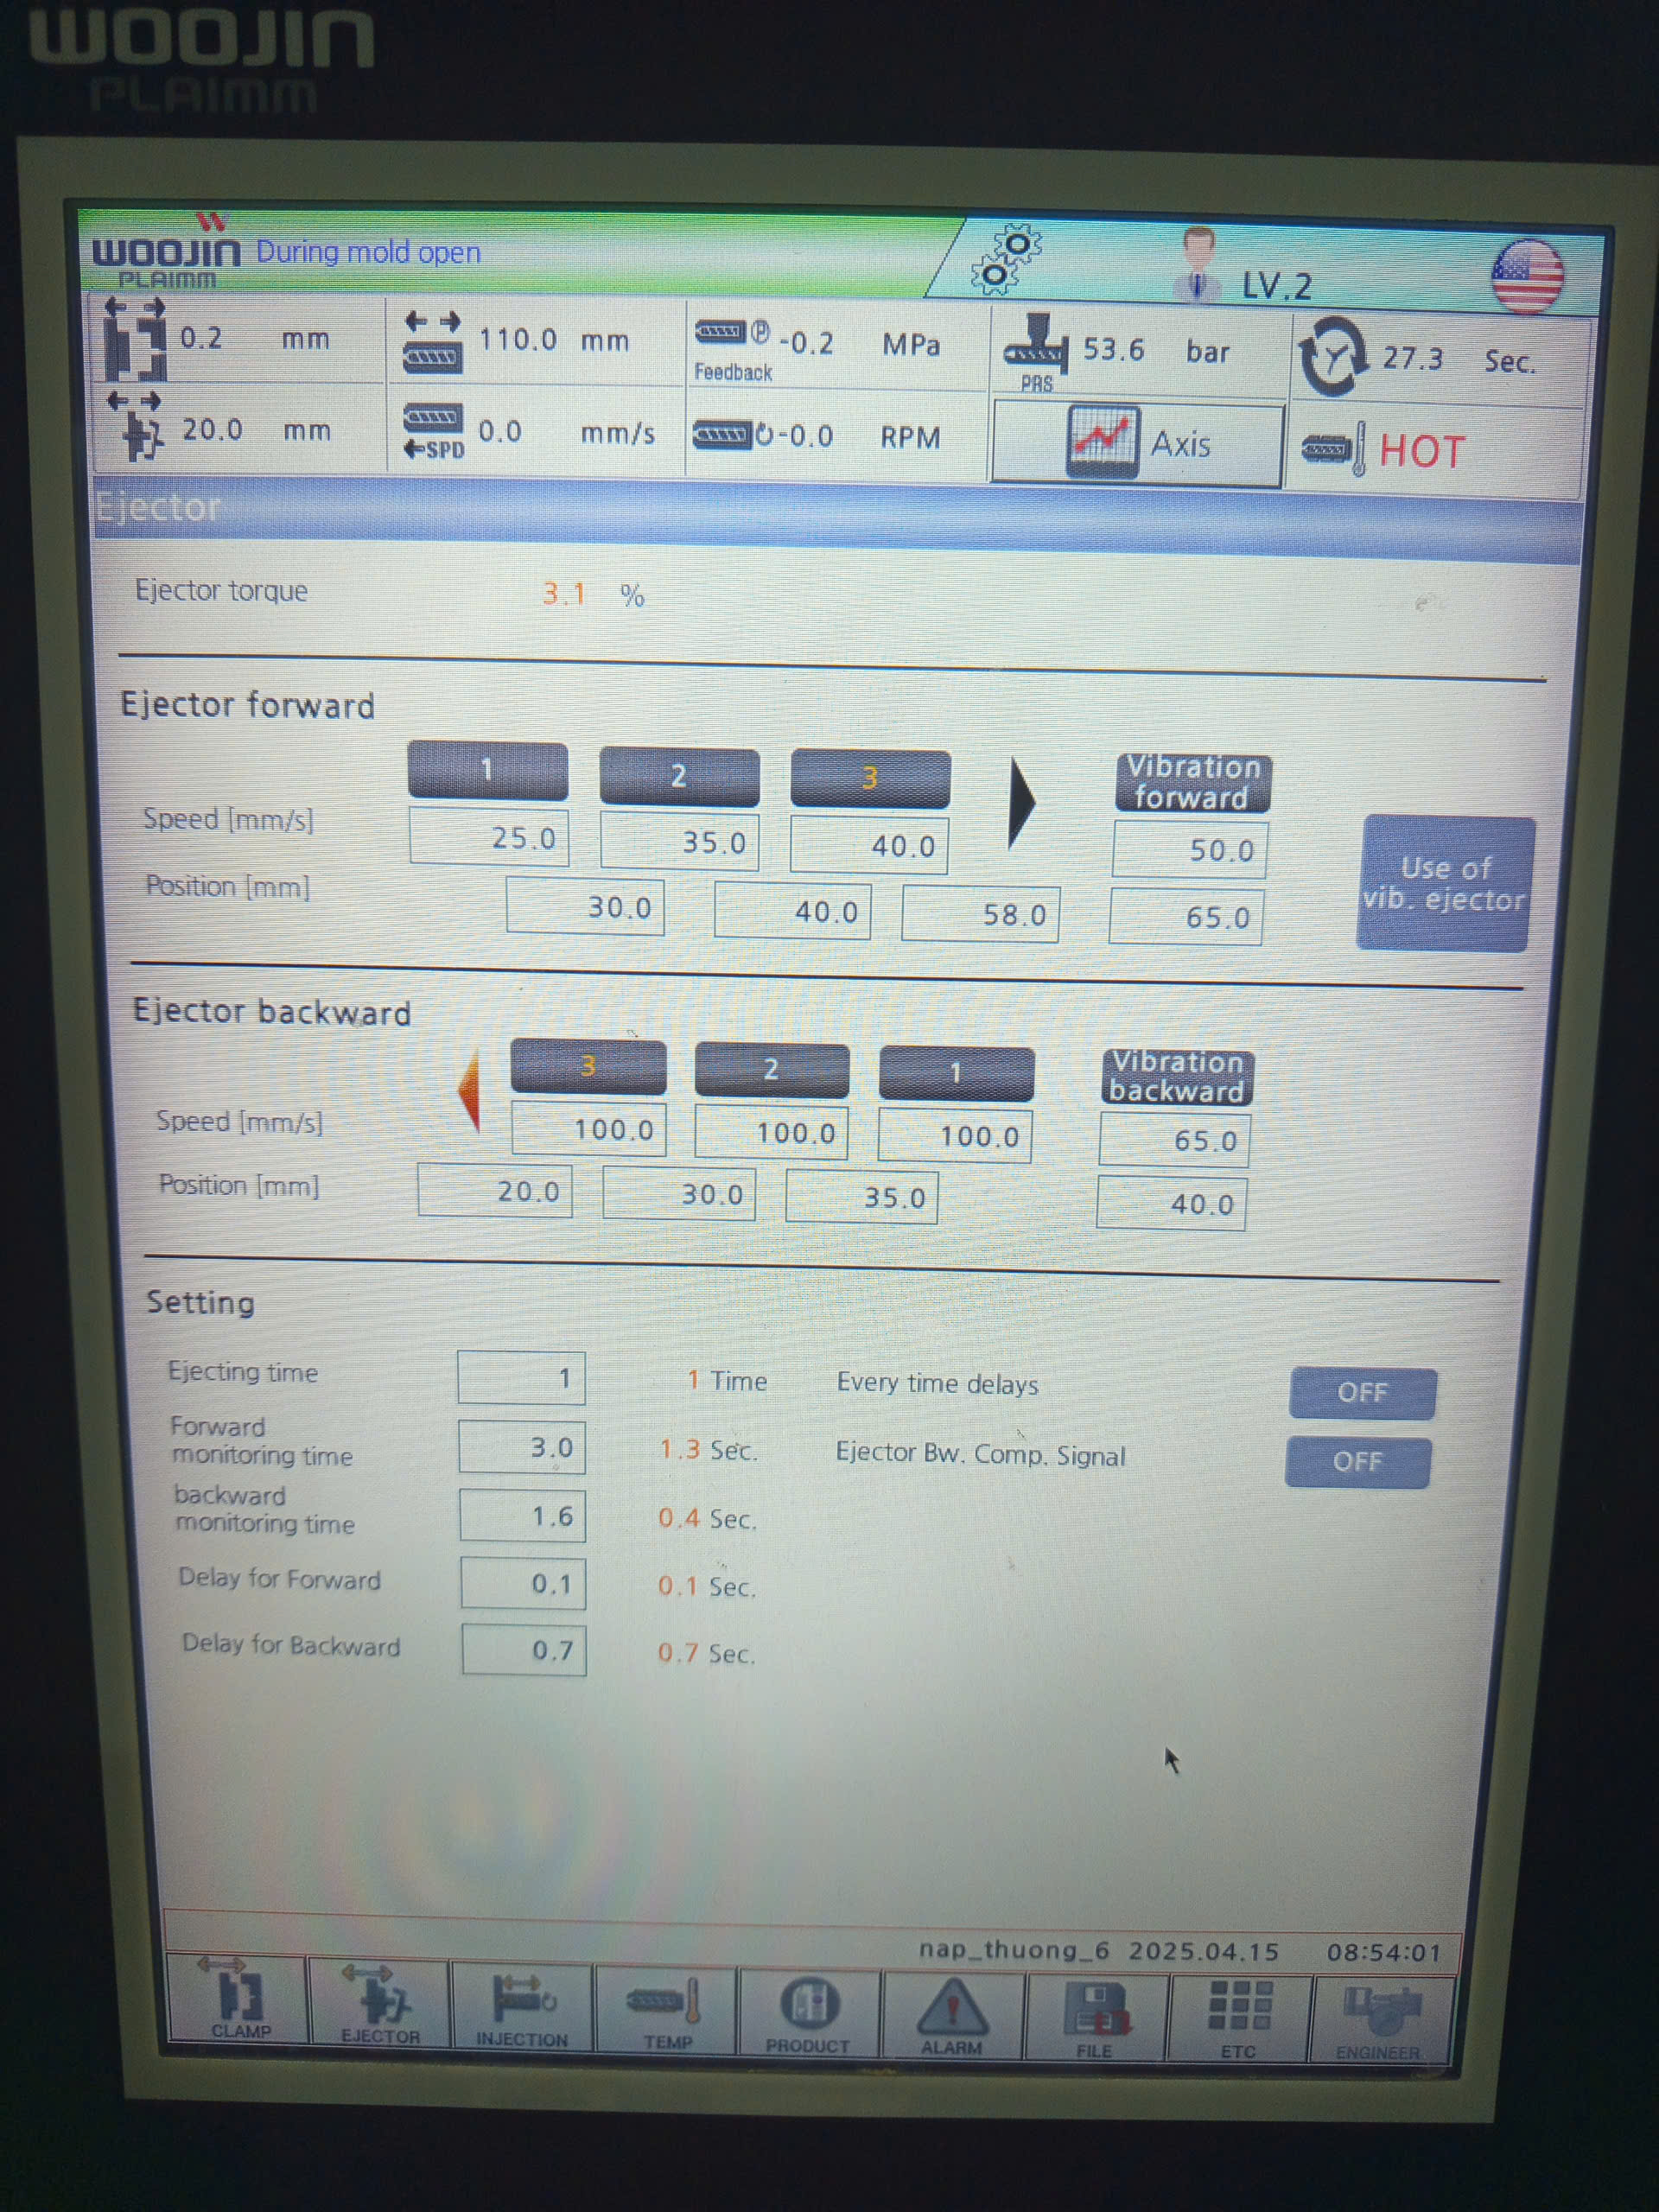 WOOJIN
PLAIMM
WOOJIN During mold open
PLAIMM
LV.2
0.2 mm 110.0 mm Feedback -0.2 MPa PRS 53.6 bar 27.3 Sec.
20.0 mm SPD 0.0 mm/s -0.0 RPM Axis HOT
Ejector
Ejector torque 3.1 %
Ejector forward
1 2 3 Vibration forward
Speed [mm/s] 25.0 35.0 40.0 50.0
Position [mm] 30.0 40.0 58.0 65.0
Use of
vib. ejector
Ejector backward
3 2 1 Vibration backward
Speed [mm/s] 100.0 100.0 100.0 65.0
Position [mm] 20.0 30.0 35.0 40.0
Setting
Ejecting time 1 1 Time Every time delays OFF
Forward
monitoring time 3.0 1.3 Sec. Ejector Bw. Comp. Signal OFF
backward
monitoring time 1.6 0.4 Sec.
Delay for Forward 0.1 0.1 Sec.
Delay for Backward 0.7 0.7 Sec.
nap_thuong_6 2025.04.15 08:54:01
CLAMP EJECTOR INJECTION TEMP PRODUCT ALARM FILE ETC ENGINEER